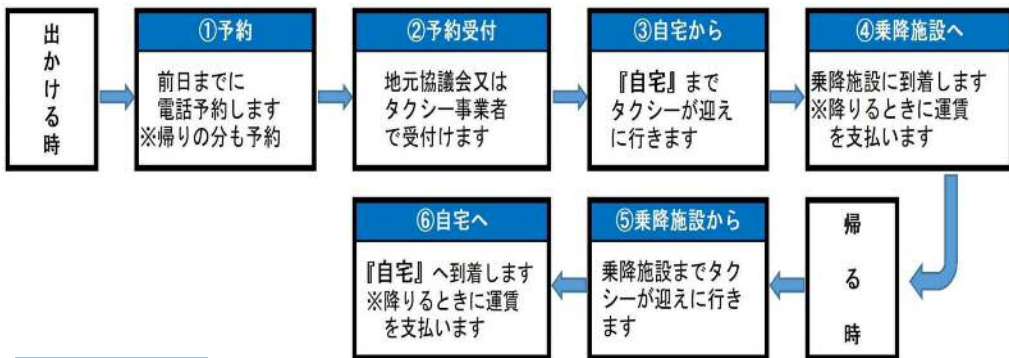 出かける時
①予約
前日までに
電話予約します
※帰りの分も予約
②予約受付
地元協議会又は
タクシー事業者
で受付けます
③自宅から
『自宅』まで
タクシーが迎え
に行きます
④乗降施設へ
乗降施設に到着します
※降りるときに運賃
を支払います
帰る時
⑤乗降施設から
乗降施設までタク
シーが迎えに行き
ます
⑥自宅へ
『自宅』へ到着します
※降りるときに運賃
を支払います